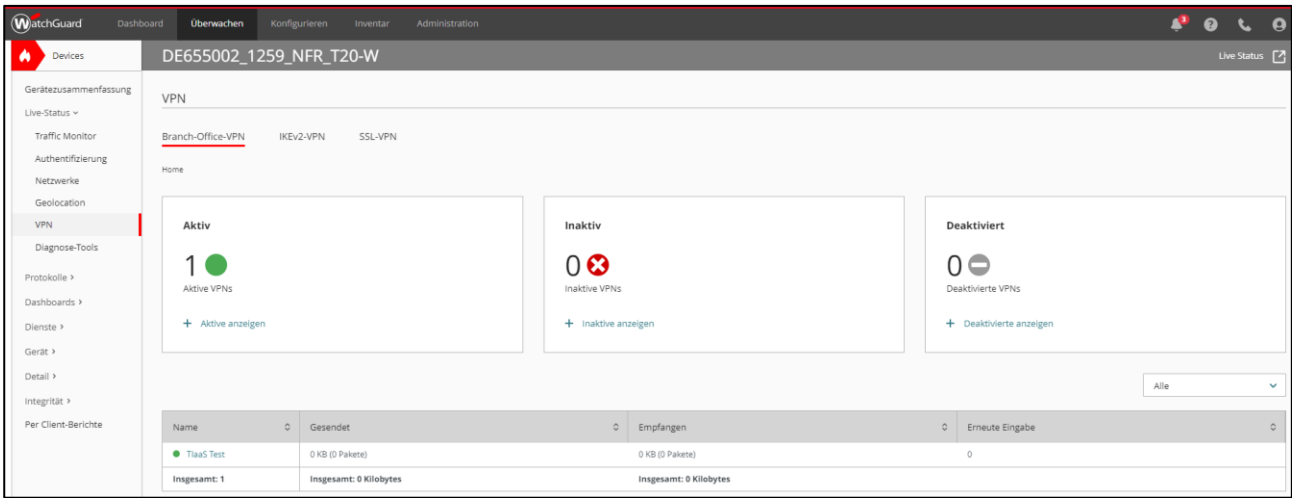 WatchGuard Dashboard Überwachen Konfigurieren Inventar Administration 3
Devices DE655002_1259_NFR_T20-W Live Status
Gerätezusammenfassung
Live-Status
Traffic Monitor
Authentifizierung
Netzwerke
Geolocation
VPN
Diagnose-Tools
Protokolle
Dashboards
Dienste
Gerät
Detail
Integrität
Per Client-Berichte
VPN
Branch-Office-VPN IKEv2-VPN SSL-VPN
Home
Aktiv
1
Aktive VPNs
+ Aktive anzeigen
Inaktiv
0
Inaktive VPNs
+ Inaktive anzeigen
Deaktiviert
0
Deaktivierte VPNs
+ Deaktivierte anzeigen
Alle
Name Gesendet Empfangen Erneute Eingabe
TIaaS Test 0 KB (0 Pakete) 0 KB (0 Pakete) 0
Insgesamt: 1 Insgesamt: 0 Kilobytes Insgesamt: 0 Kilobytes